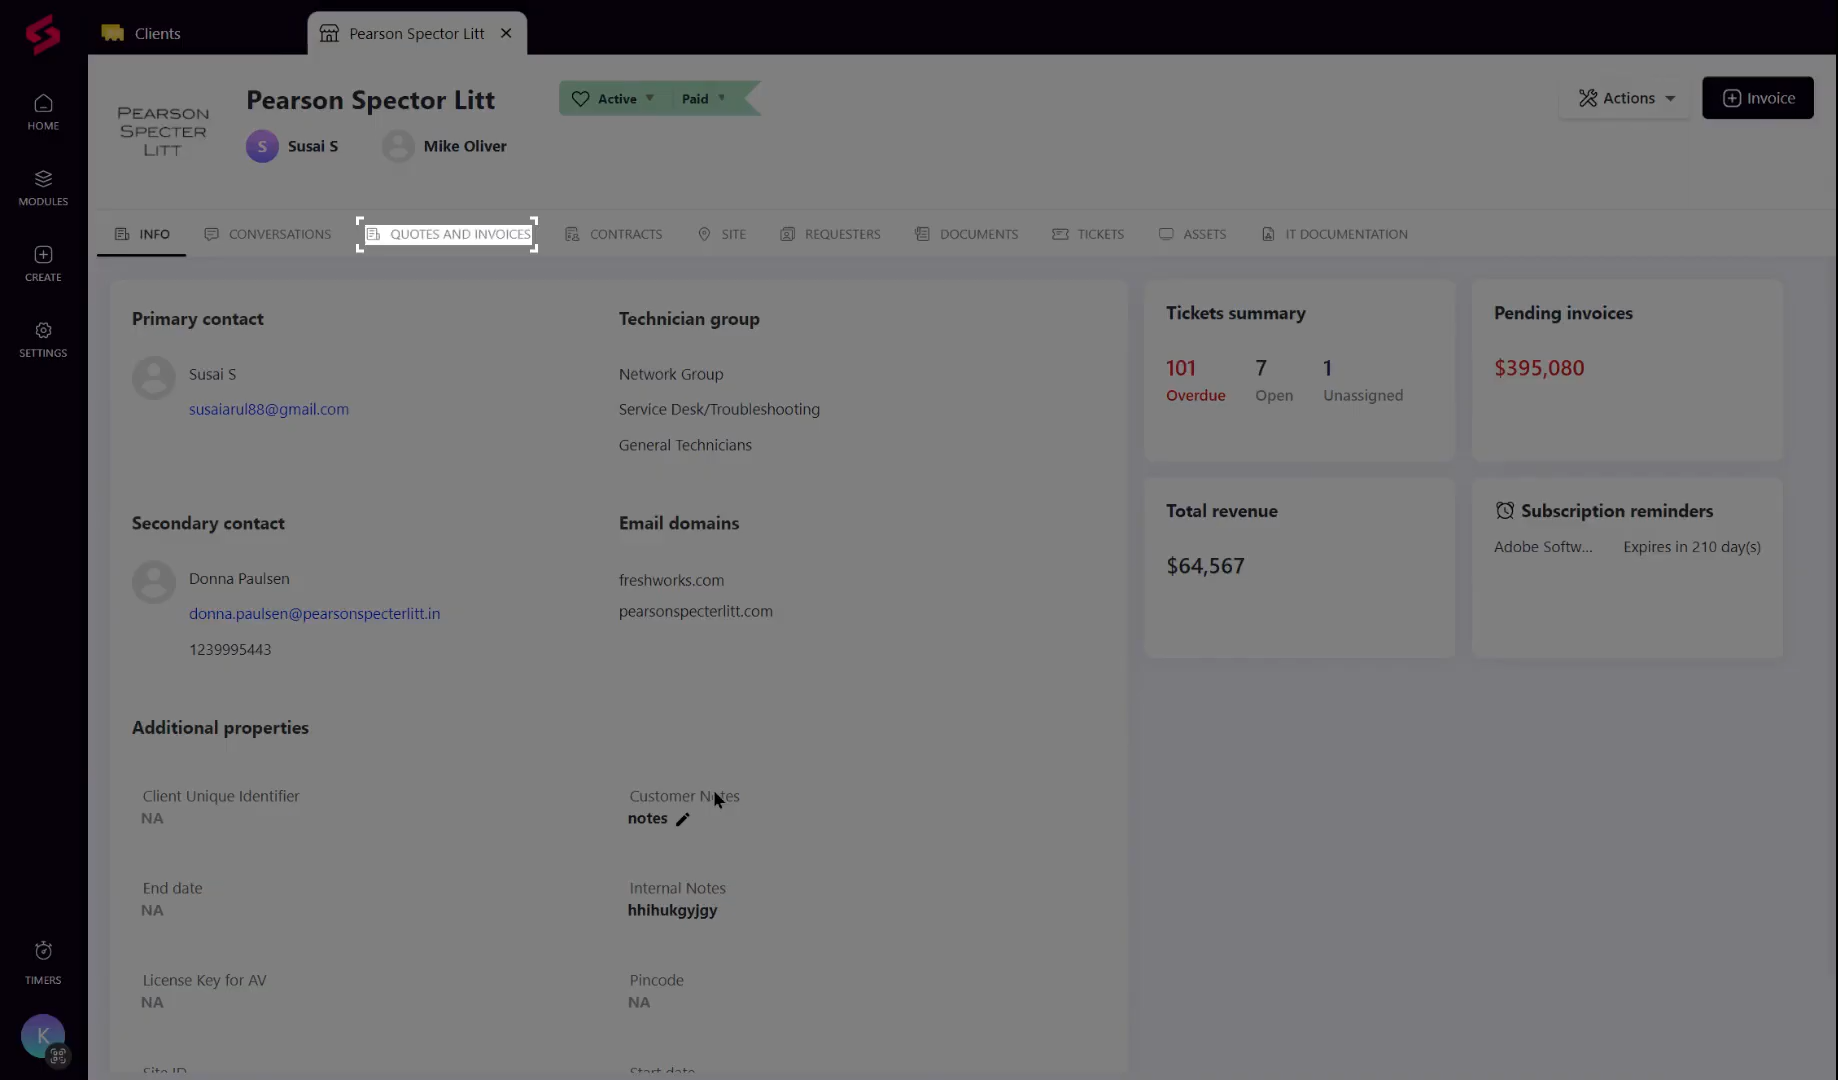 Clients
Pearson Spector Litt
HOME
MODULES
CREATE
SETTINGS
TIMERS
K
PEARSON
SPECTER
LITT
Pearson Spector Litt
Active
Paid
S
Susai S
Mike Oliver
Actions
Invoice
INFO
CONVERSATIONS
QUOTES AND INVOICES
CONTRACTS
SITE
REQUESTERS
DOCUMENTS
TICKETS
ASSETS
IT DOCUMENTATION
Primary contact
Susai S
susaiarul88@gmail.com
Technician group
Network Group
Service Desk/Troubleshooting
General Technicians
Secondary contact
Donna Paulsen
donna.paulsen@pearsonspecterlitt.in
1239995443
Email domains
freshworks.com
pearsonspecterlitt.com
Additional properties
Client Unique Identifier
NA
Customer Notes
notes
End date
NA
Internal Notes
hhihukgyjgy
License Key for AV
NA
Pincode
NA
Site ID
Start date
Tickets summary
101
Overdue
7
Open
1
Unassigned
Pending invoices
$395,080
Total revenue
$64,567
Subscription reminders
Adobe Softw...
Expires in 210 day(s)